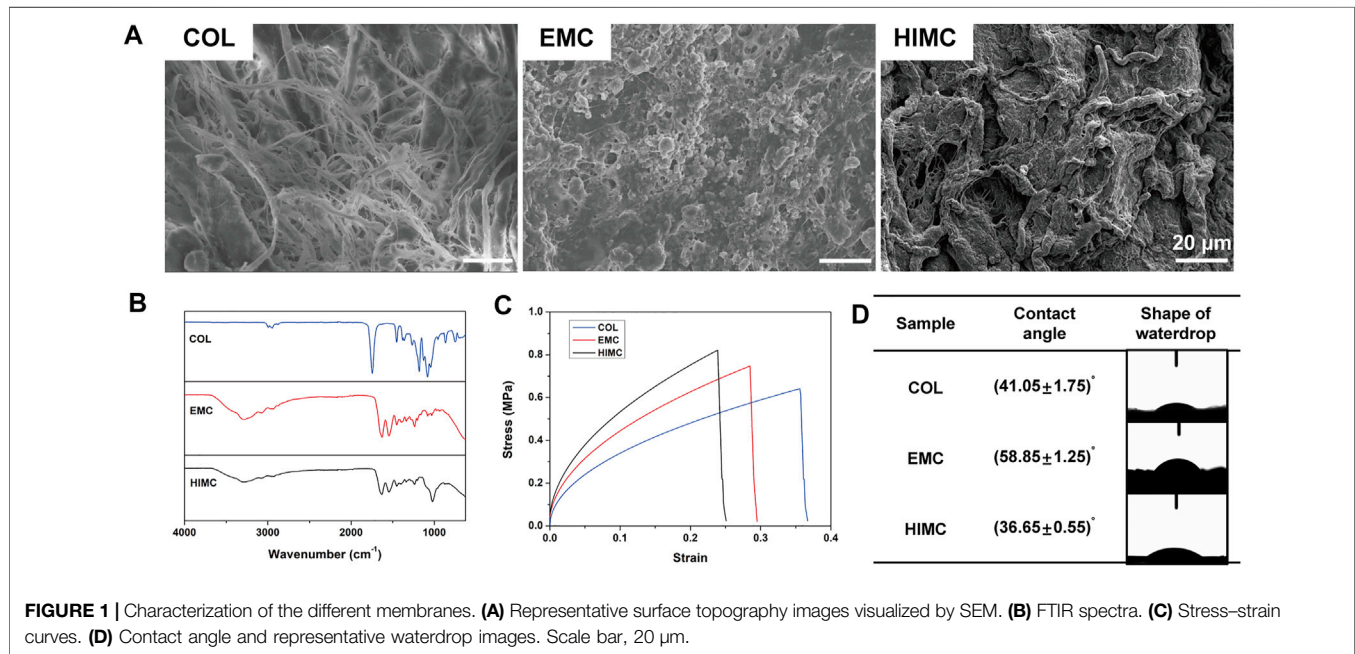 A
COL
EMC
HIMC
20 µm
B
COL
EMC
HIMC
4000 3000 2000 1000
Wavenumber (cm-1)
C
Stress (MPa)
1.0
0.8
0.6
0.4
0.2
0.0
COL
EMC
HIMC
0.0 0.1 0.2 0.3 0.4
Strain
D
Sample Contact angle Shape of waterdrop
COL (41.05±1.75)°
EMC (58.85±1.25)°
HIMC (36.65±0.55)°
FIGURE 1 | Characterization of the different membranes. (A) Representative surface topography images visualized by SEM. (B) FTIR spectra. (C) Stress–strain
curves. (D) Contact angle and representative waterdrop images. Scale bar, 20 µm.